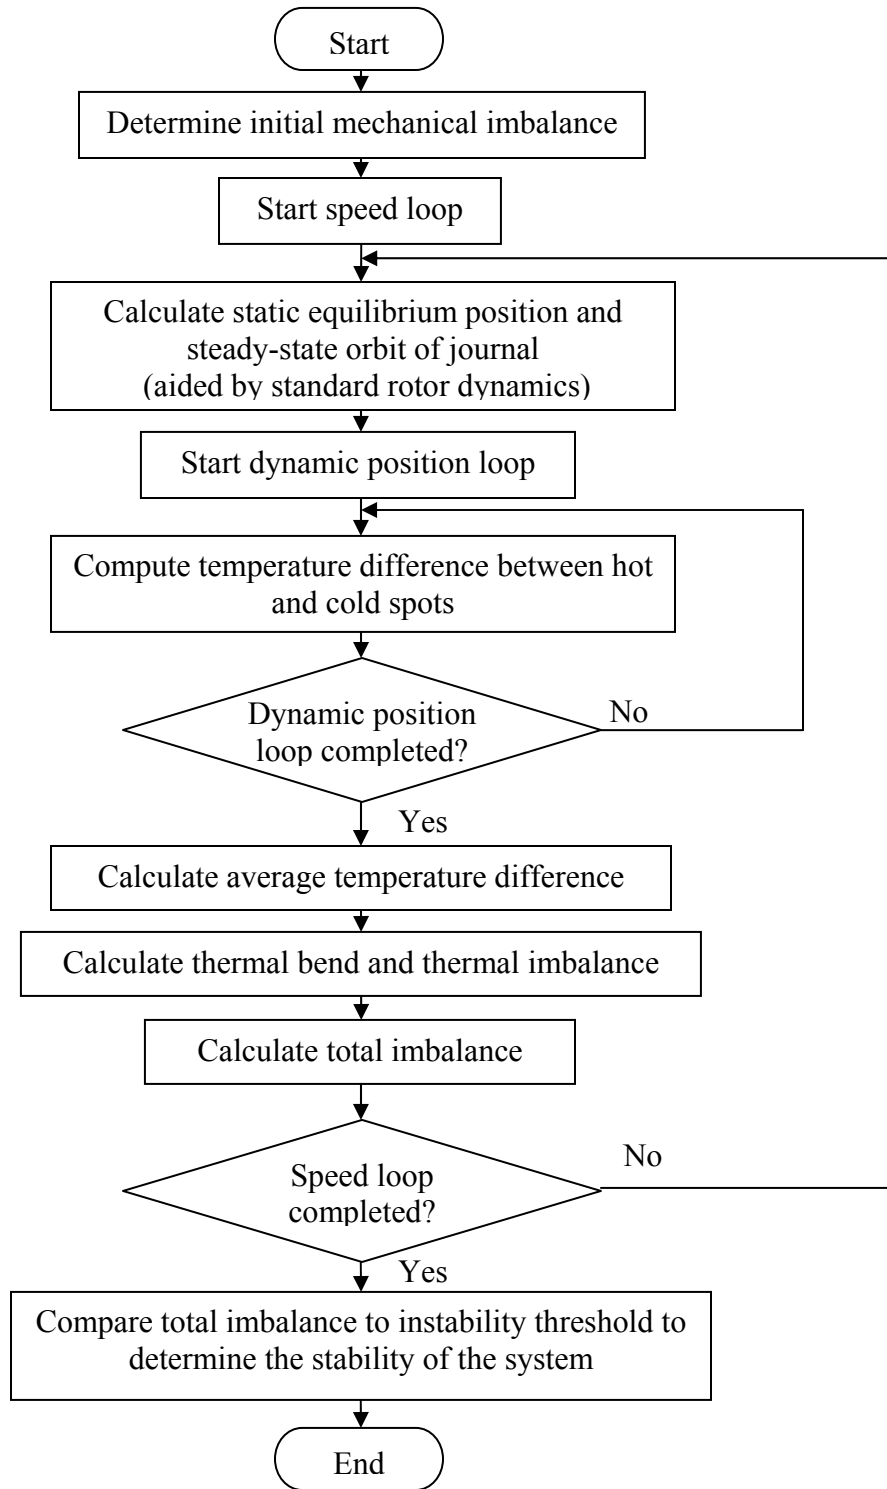 Start
Determine initial mechanical imbalance
Start speed loop
Calculate static equilibrium position and
steady-state orbit of journal
(aided by standard rotor dynamics)
Start dynamic position loop
Compute temperature difference between hot
and cold spots
Dynamic position
loop completed?
No
Yes
Calculate average temperature difference
Calculate thermal bend and thermal imbalance
Calculate total imbalance
Speed loop
completed?
No
Yes
Compare total imbalance to instability threshold to
determine the stability of the system
End